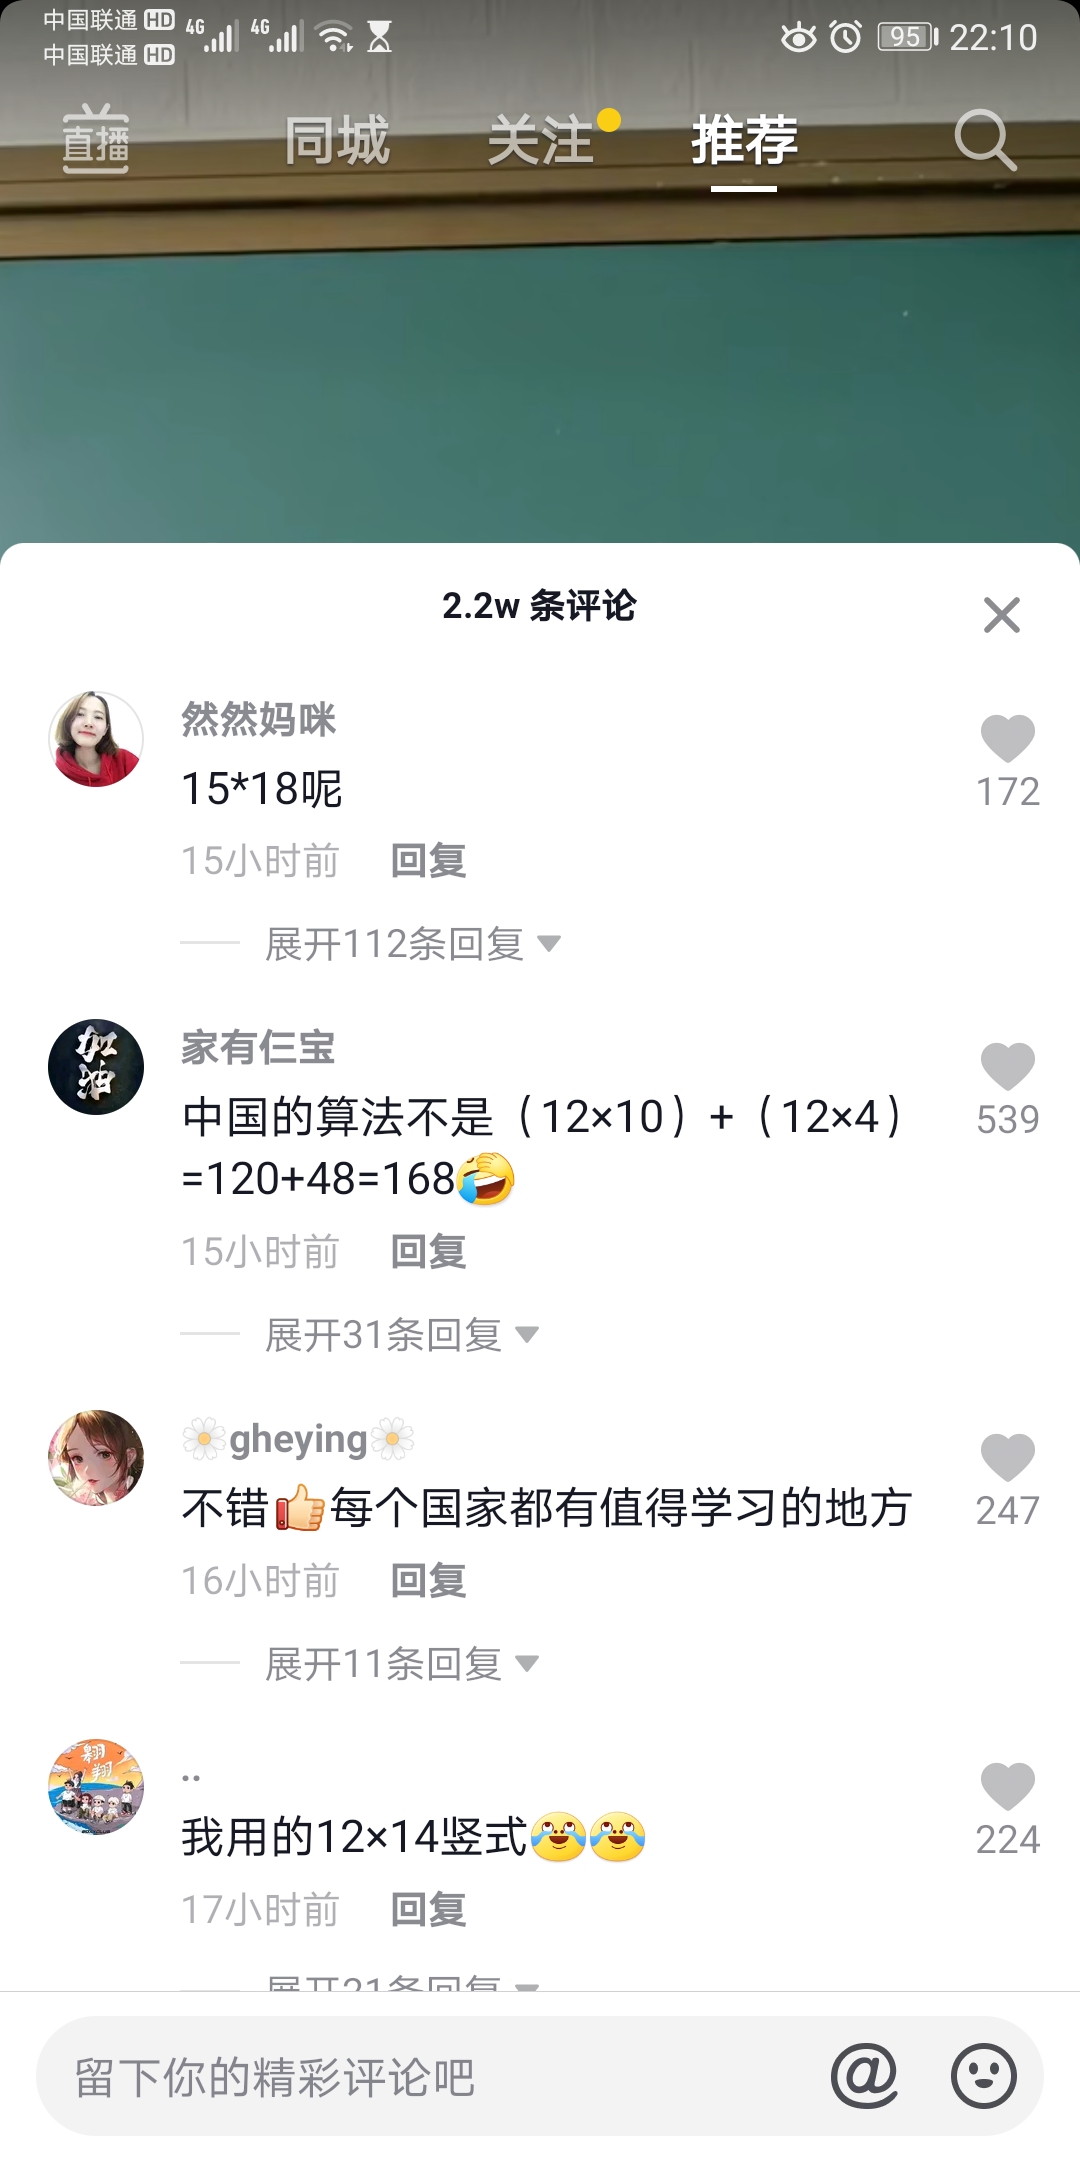 中国联通 HD 4G 4G 95 22:10
中国联通 HD
直播 同城 关注 推荐
2.2w 条评论
然然妈咪
15*18呢
172
15小时前 回复
展开112条回复
加油
家有仨宝
中国的算法不是（12×10）+（12×4）
=120+48=168🤣
539
15小时前 回复
展开31条回复
🌼gheying🌼
不错👍每个国家都有值得学习的地方
247
16小时前 回复
展开11条回复
翱翔
..
我用的12×14竖式😂😂
224
17小时前 回复
展开21条回复
留下你的精彩评论吧 @